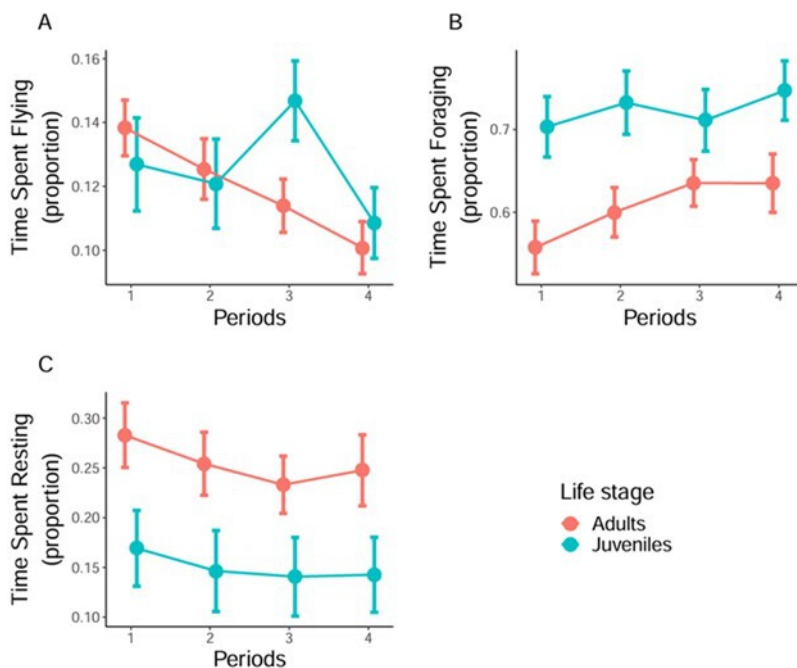 A
Time Spent Flying
(proportion)
0.16
0.14
0.12
0.10
1 2 3 4
Periods
B
Time Spent Foraging
(proportion)
0.7
0.6
1 2 3 4
Periods
C
Time Spent Resting
(proportion)
0.30
0.25
0.20
0.15
0.10
1 2 3 4
Periods
Life stage
Adults
Juveniles